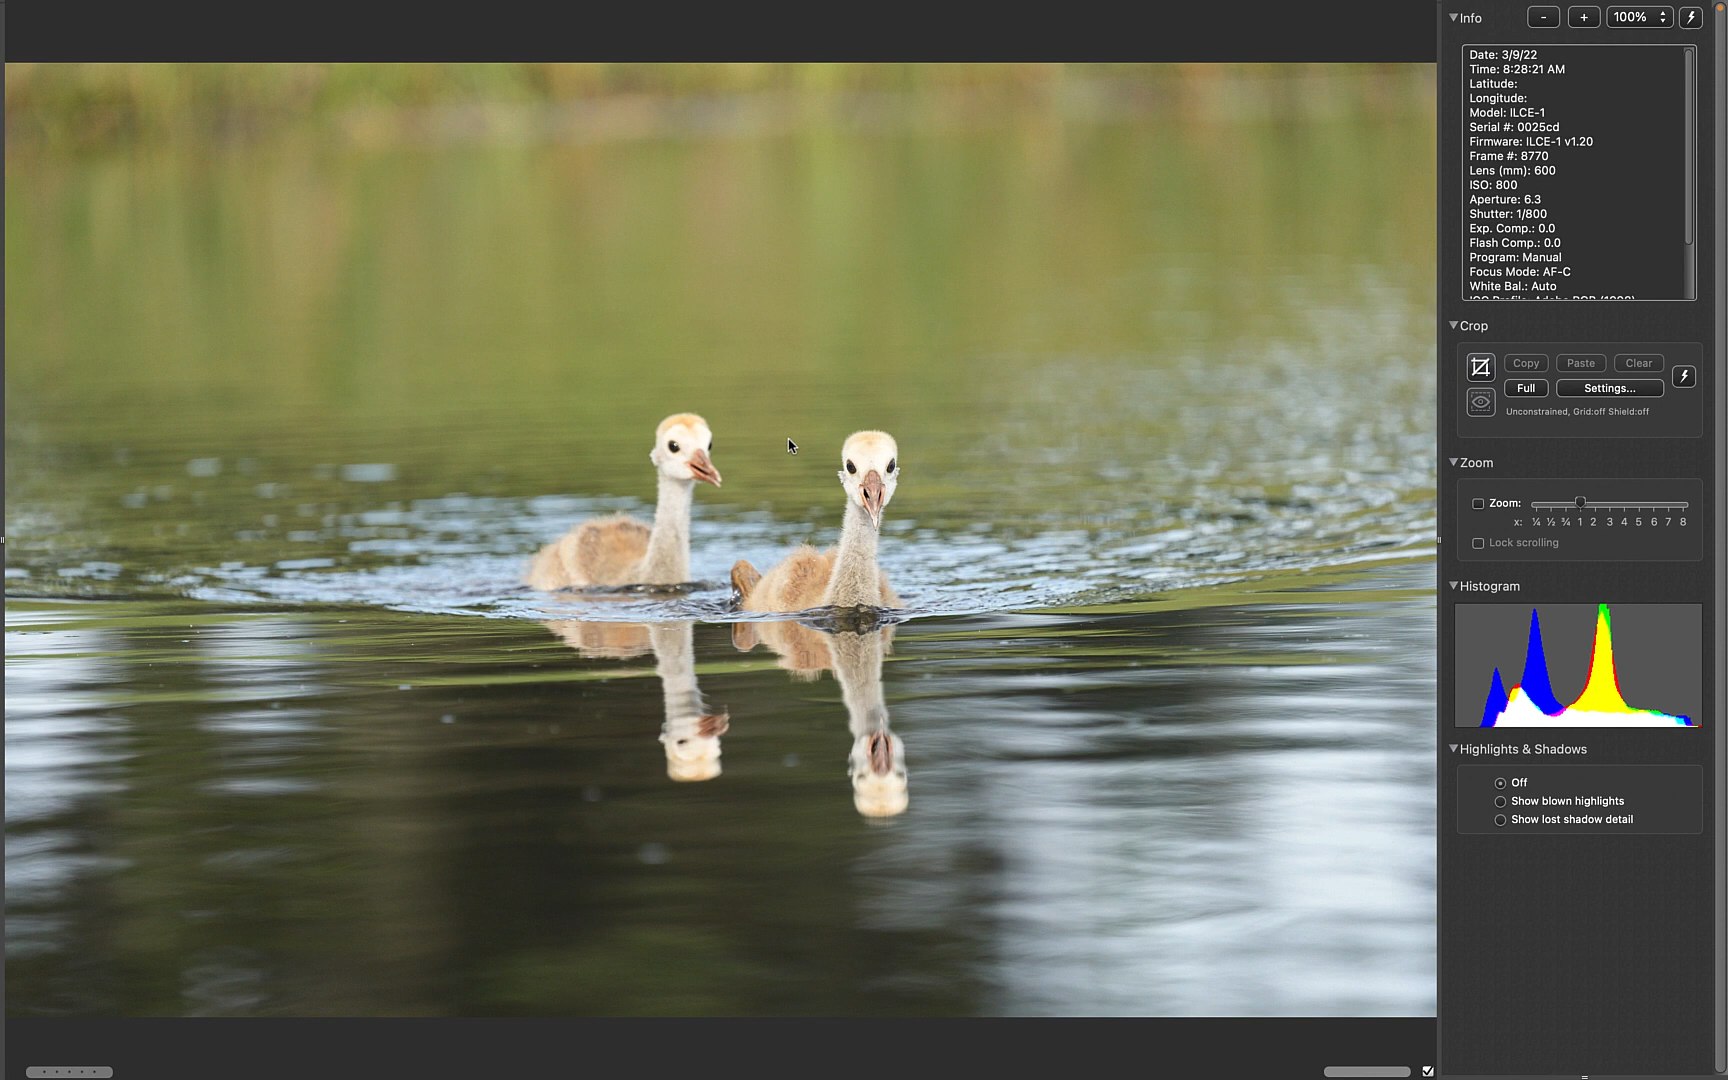 Info
-
+
100%
Date: 3/9/22
Time: 8:28:21 AM
Latitude:
Longitude:
Model: ILCE-1
Serial #: 0025cd
Firmware: ILCE-1 v1.20
Frame #: 8770
Lens (mm): 600
ISO: 800
Aperture: 6.3
Shutter: 1/800
Exp. Comp.: 0.0
Flash Comp.: 0.0
Program: Manual
Focus Mode: AF-C
White Bal.: Auto
Crop
Copy Paste Clear
Full Settings...
Unconstrained, Grid:off Shield:off
Zoom
Zoom:
x: ¼ ½ ¾ 1 2 3 4 5 6 7 8
Lock scrolling
Histogram
Highlights & Shadows
Off
Show blown highlights
Show lost shadow detail